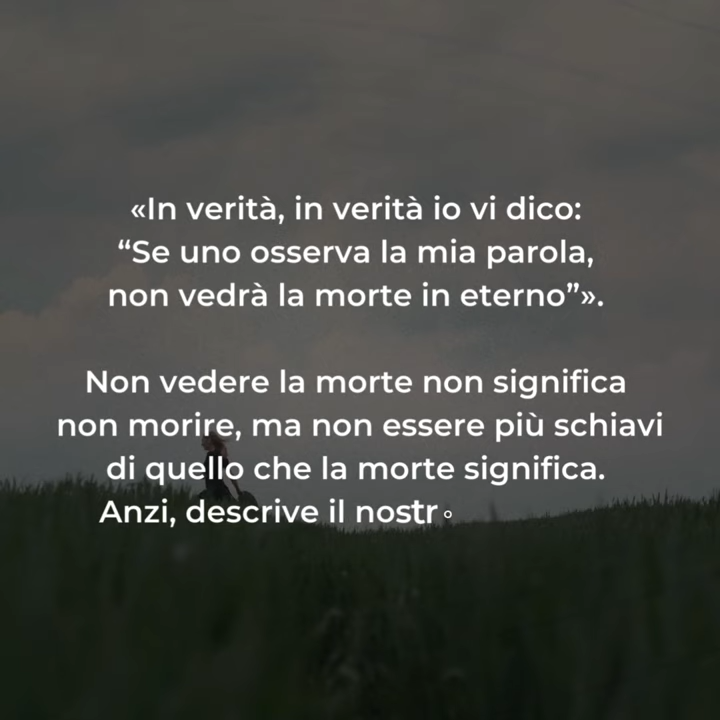 «In verità, in verità io vi dico:
“Se uno osserva la mia parola,
non vedrà la morte in eterno”».
Non vedere la morte non significa
non morire, ma non essere più schiavi
di quello che la morte significa.
Anzi, descrive il nostro